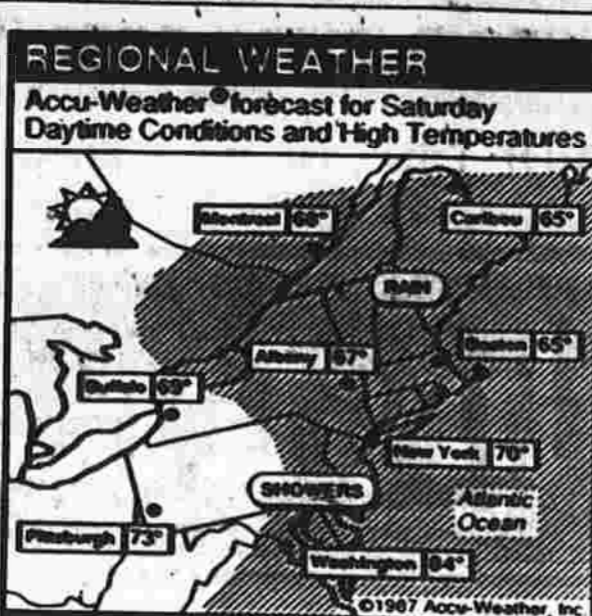 REGIONAL WEATHER
Accu-Weather® forecast for Saturday
Daytime Conditions and High Temperatures
Montreal 68°
Caribou 65°
RAIN
Albany 67°
Boston 65°
Buffalo 69°
New York 70°
SHOWERS
Atlantic
Ocean
Pittsburgh 73°
Washington 84°
©1987 Accu-Weather, Inc